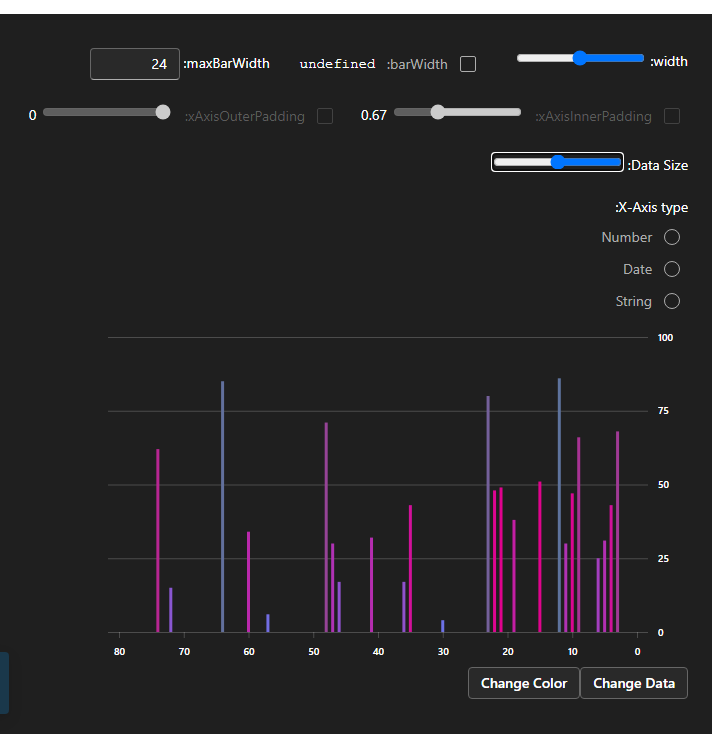 width:
barWidth: undefined
maxBarWidth: 24
xAxisInnerPadding: 0.67
xAxisOuterPadding: 0
Data Size:
X-Axis type:
Number
Date
String
100
75
50
25
0
80 70 60 50 40 30 20 10 0
Change Color Change Data